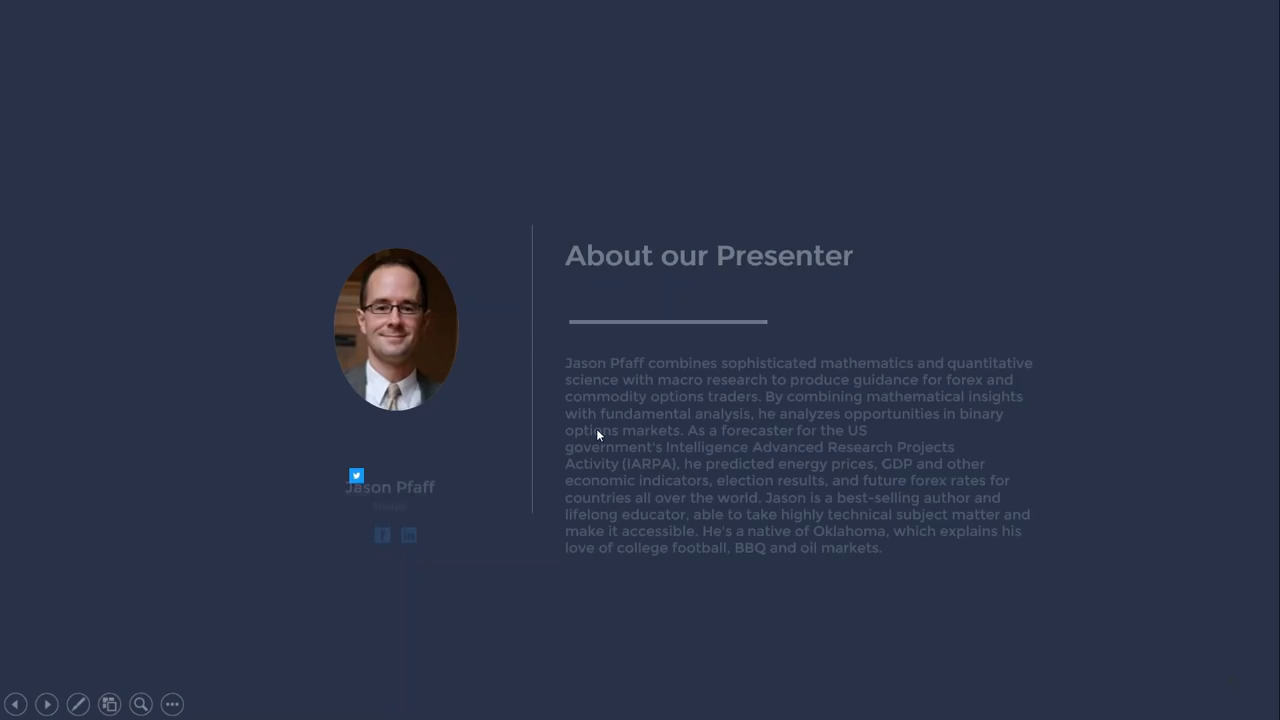 About our Presenter
Jason Pfaff combines sophisticated mathematics and quantitative
science with macro research to produce guidance for forex and
commodity options traders. By combining mathematical insights
with fundamental analysis, he analyzes opportunities in binary
options markets. As a forecaster for the US
government's Intelligence Advanced Research Projects
Activity (IARPA), he predicted energy prices, GDP and other
economic indicators, election results, and future forex rates for
countries all over the world. Jason is a best-selling author and
lifelong educator, able to take highly technical subject matter and
make it accessible. He's a native of Oklahoma, which explains his
love of college football, BBQ and oil markets.
Jason Pfaff
f in